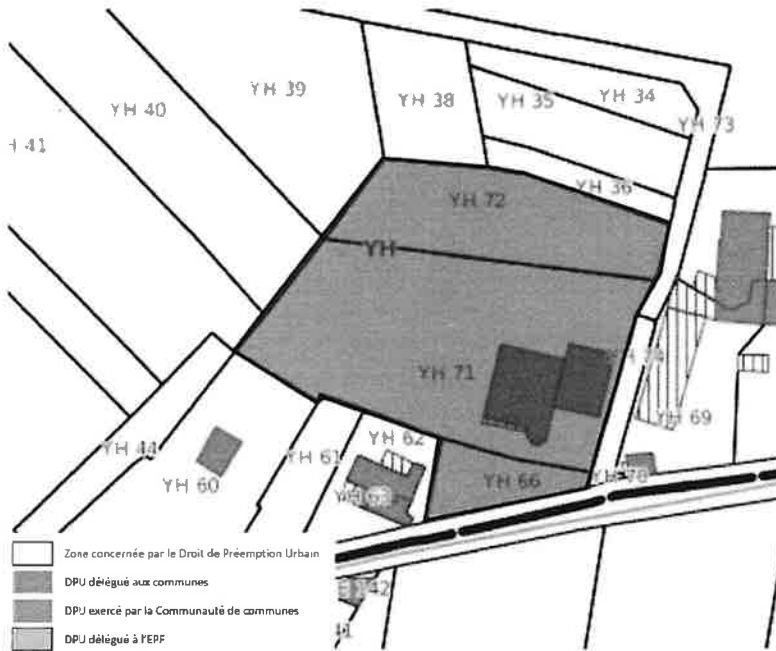 YH 39
YH 40
YH 38
YH 35
YH 34
YH 73
YH 36
YH 72
YH
YH 71
YH 69
YH 62
YH 44
YH 61
YH 60
YH 66
YH 70
Zone concernée par le Droit de Préemption Urbain
DPU délégué aux communes
DPU exercé par la Communauté de communes
DPU délégué à l'EPF